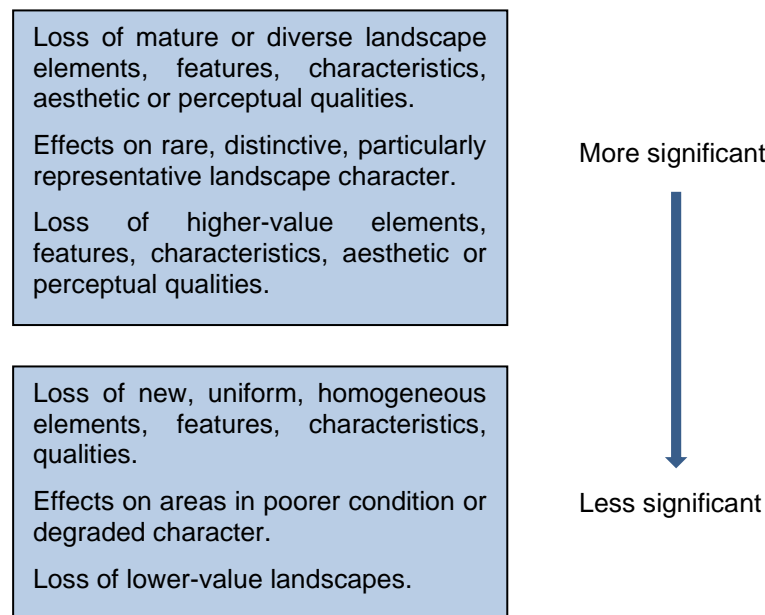 Loss of mature or diverse landscape
elements, features, characteristics,
aesthetic or perceptual qualities.
Effects on rare, distinctive, particularly
representative landscape character.
Loss of higher-value elements,
features, characteristics, aesthetic or
perceptual qualities.
More significant
Loss of new, uniform, homogeneous
elements, features, characteristics,
qualities.
Effects on areas in poorer condition or
degraded character.
Loss of lower-value landscapes.
Less significant